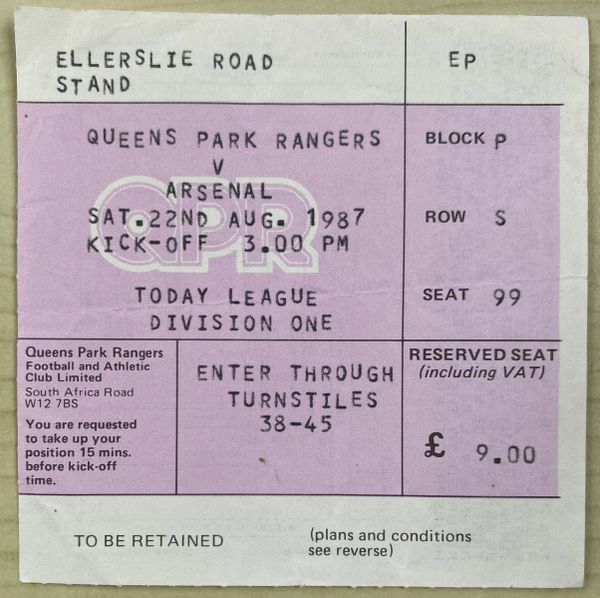 ELLERSLIE ROAD
STAND
EP
QUEENS PARK RANGERS
V
ARSENAL
SAT.22ND AUG. 1987
KICK-OFF 3.00 PM
QPR
TODAY LEAGUE
DIVISION ONE
BLOCK P
ROW S
SEAT 99
Queens Park Rangers
Football and Athletic
Club Limited
South Africa Road
W12 7BS
You are requested
to take up your
position 15 mins.
before kick-off
time.
ENTER THROUGH
TURNSTILES
38-45
RESERVED SEAT
(including VAT)
£ 9.00
TO BE RETAINED
(plans and conditions
see reverse)